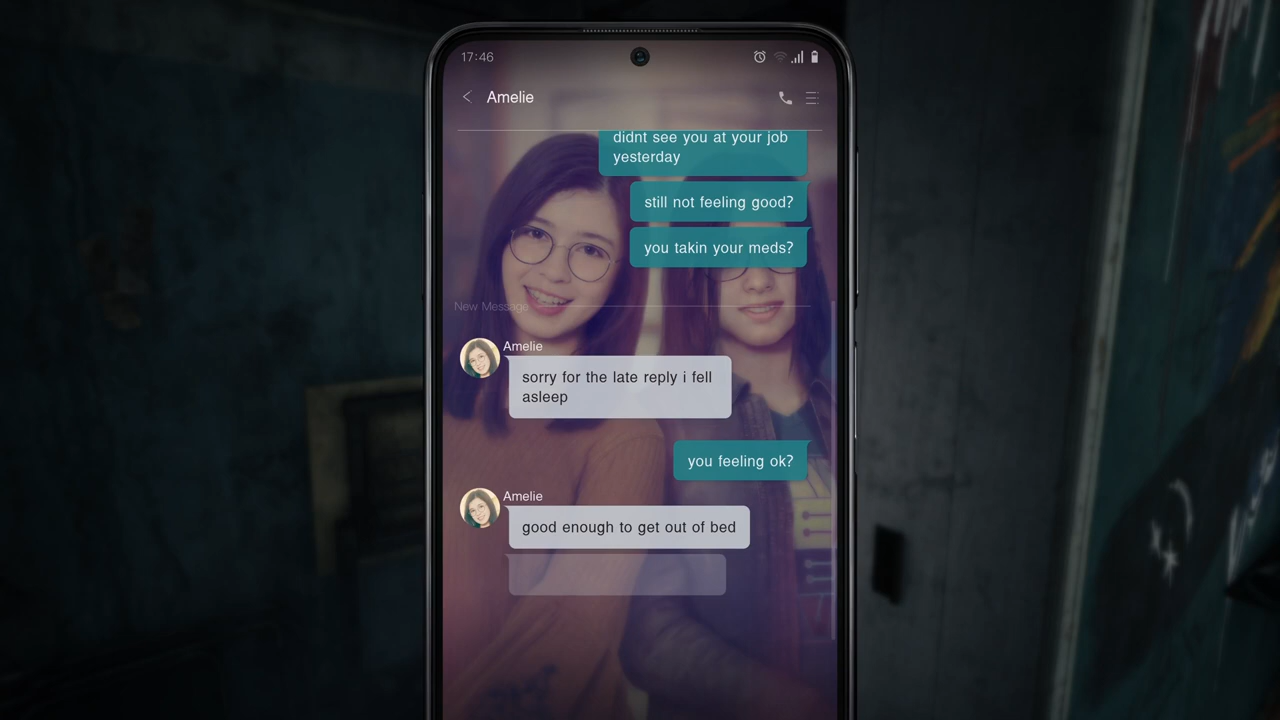 17:46
Amelie
didnt see you at your job
yesterday
still not feeling good?
you takin your meds?
New Message
Amelie
sorry for the late reply i fell
asleep
you feeling ok?
Amelie
good enough to get out of bed